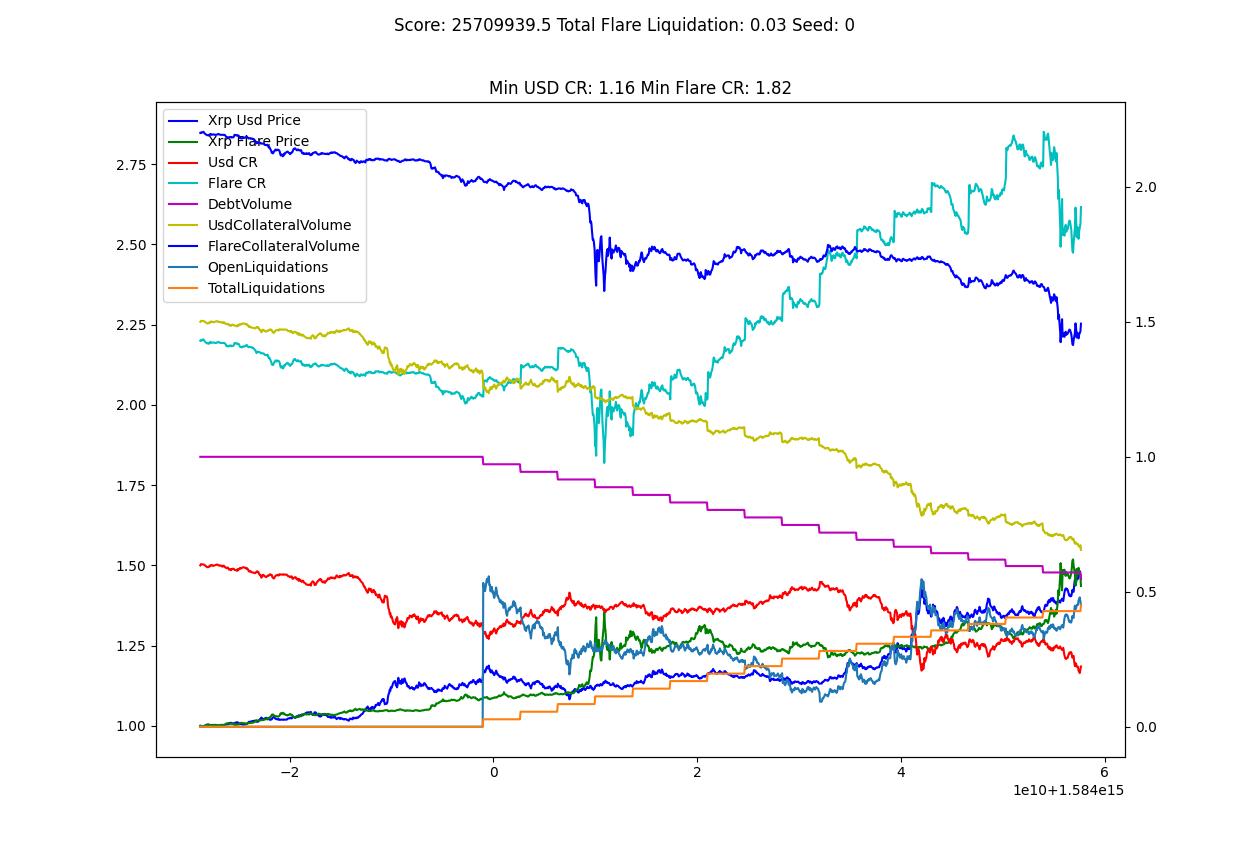 Score: 25709939.5 Total Flare Liquidation: 0.03 Seed: 0
Min USD CR: 1.16 Min Flare CR: 1.82
Xrp Usd Price
Xrp Flare Price
Usd CR
Flare CR
DebtVolume
UsdCollateralVolume
FlareCollateralVolume
OpenLiquidations
TotalLiquidations
2.75
2.50
2.25
2.00
1.75
1.50
1.25
1.00
2.0
1.5
1.0
0.5
0.0
−2
0
2
4
6
1e10+1.584e15